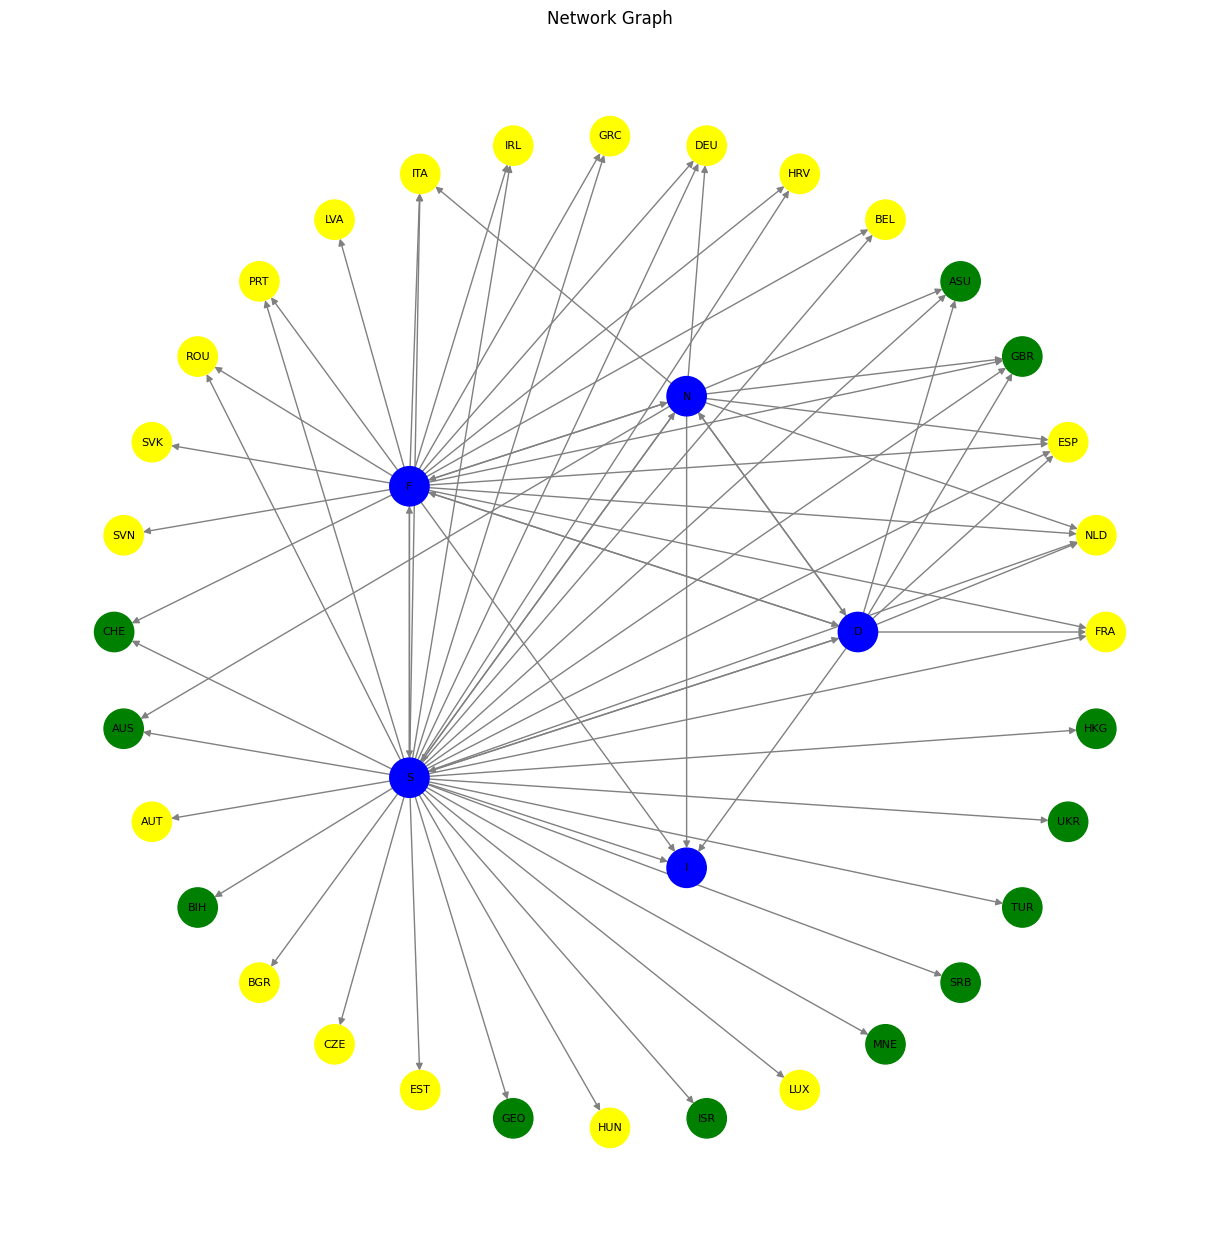 Network Graph
GRC
IRL
DEU
ITA
HRV
LVA
BEL
PRT
ASU
ROU
GBR
N
SVK
ESP
SVN
NLD
CHE
FRA
AUS
HKG
S
AUT
UKR
BIH
TUR
BGR
SRB
CZE
MNE
EST
LUX
GEO
ISR
HUN